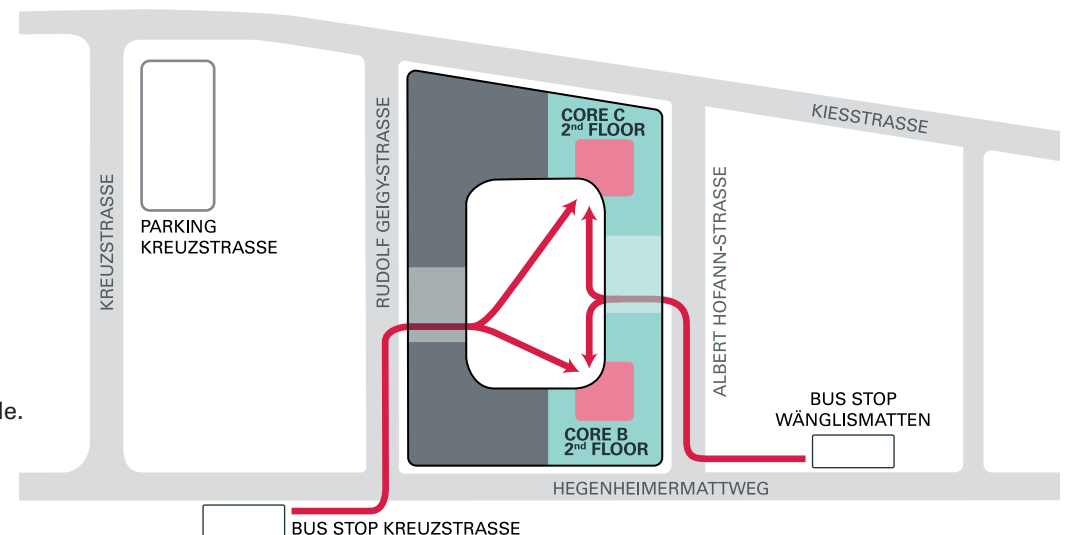 KIESSTRASSE
CORE C
2nd FLOOR
RUDOLF GEIGY-STRASSE
KREUZSTRASSE
ALBERT HOFANN-STRASSE
PARKING
KREUZSTRASSE
le.
BUS STOP
WÄNGLISMATTEN
CORE B
2nd FLOOR
HEGENHEIMERMATTWEG
BUS STOP KREUZSTRASSE